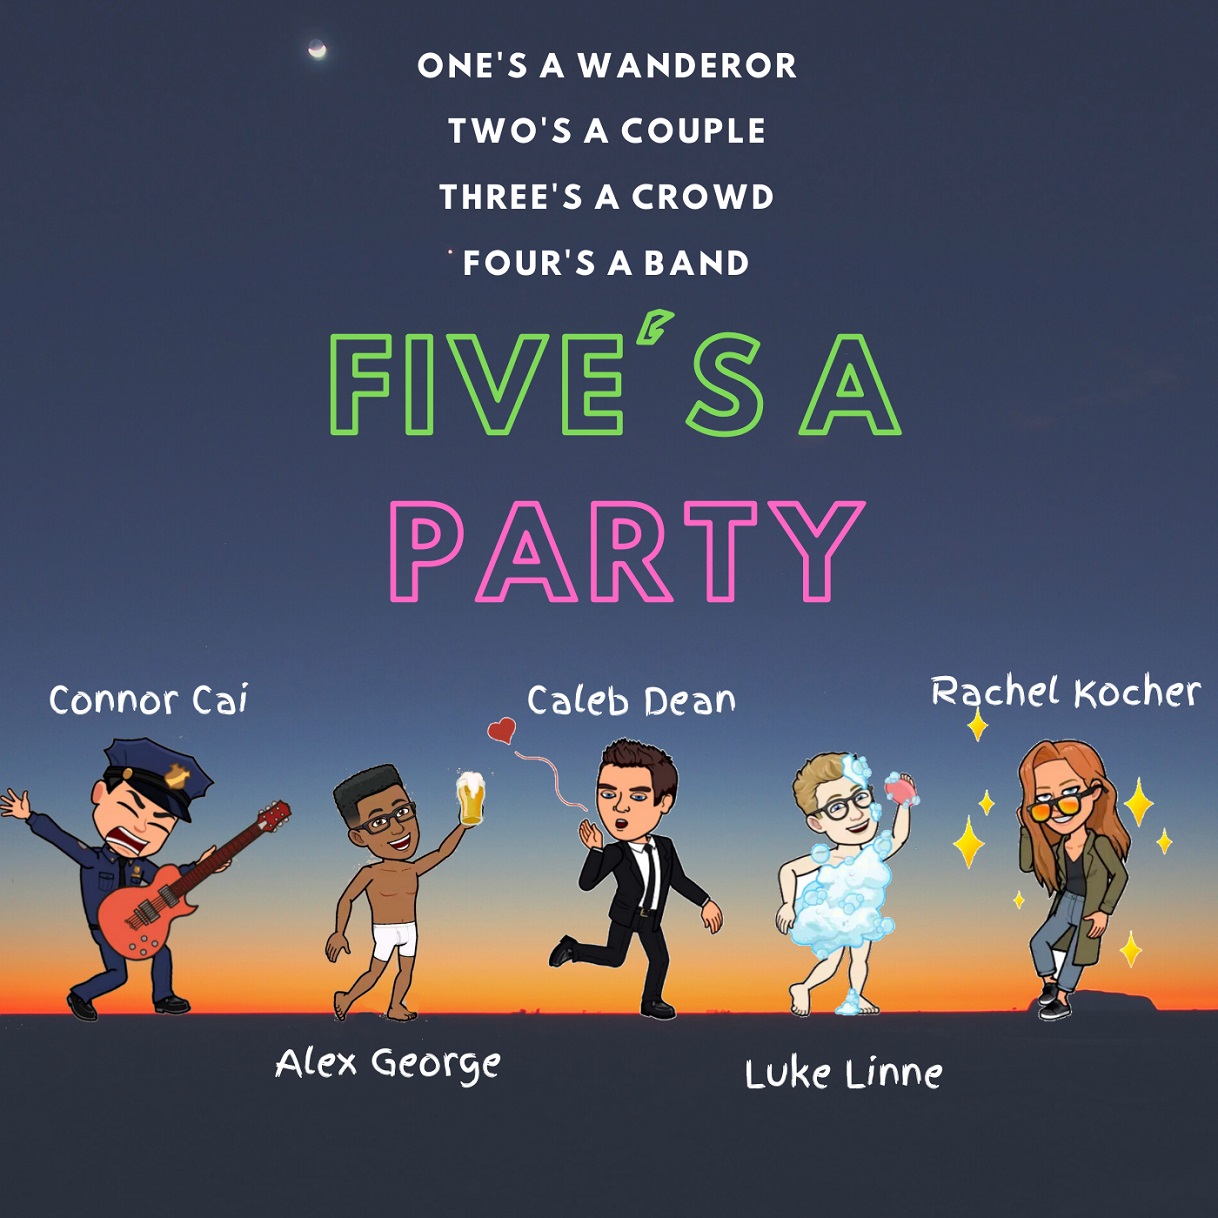 ONE'S A WANDEROR
TWO'S A COUPLE
THREE'S A CROWD
FOUR'S A BAND
FIVE'S A
PARTY
Connor Cai
Caleb Dean
Rachel Kocher
Alex George
Luke Linne